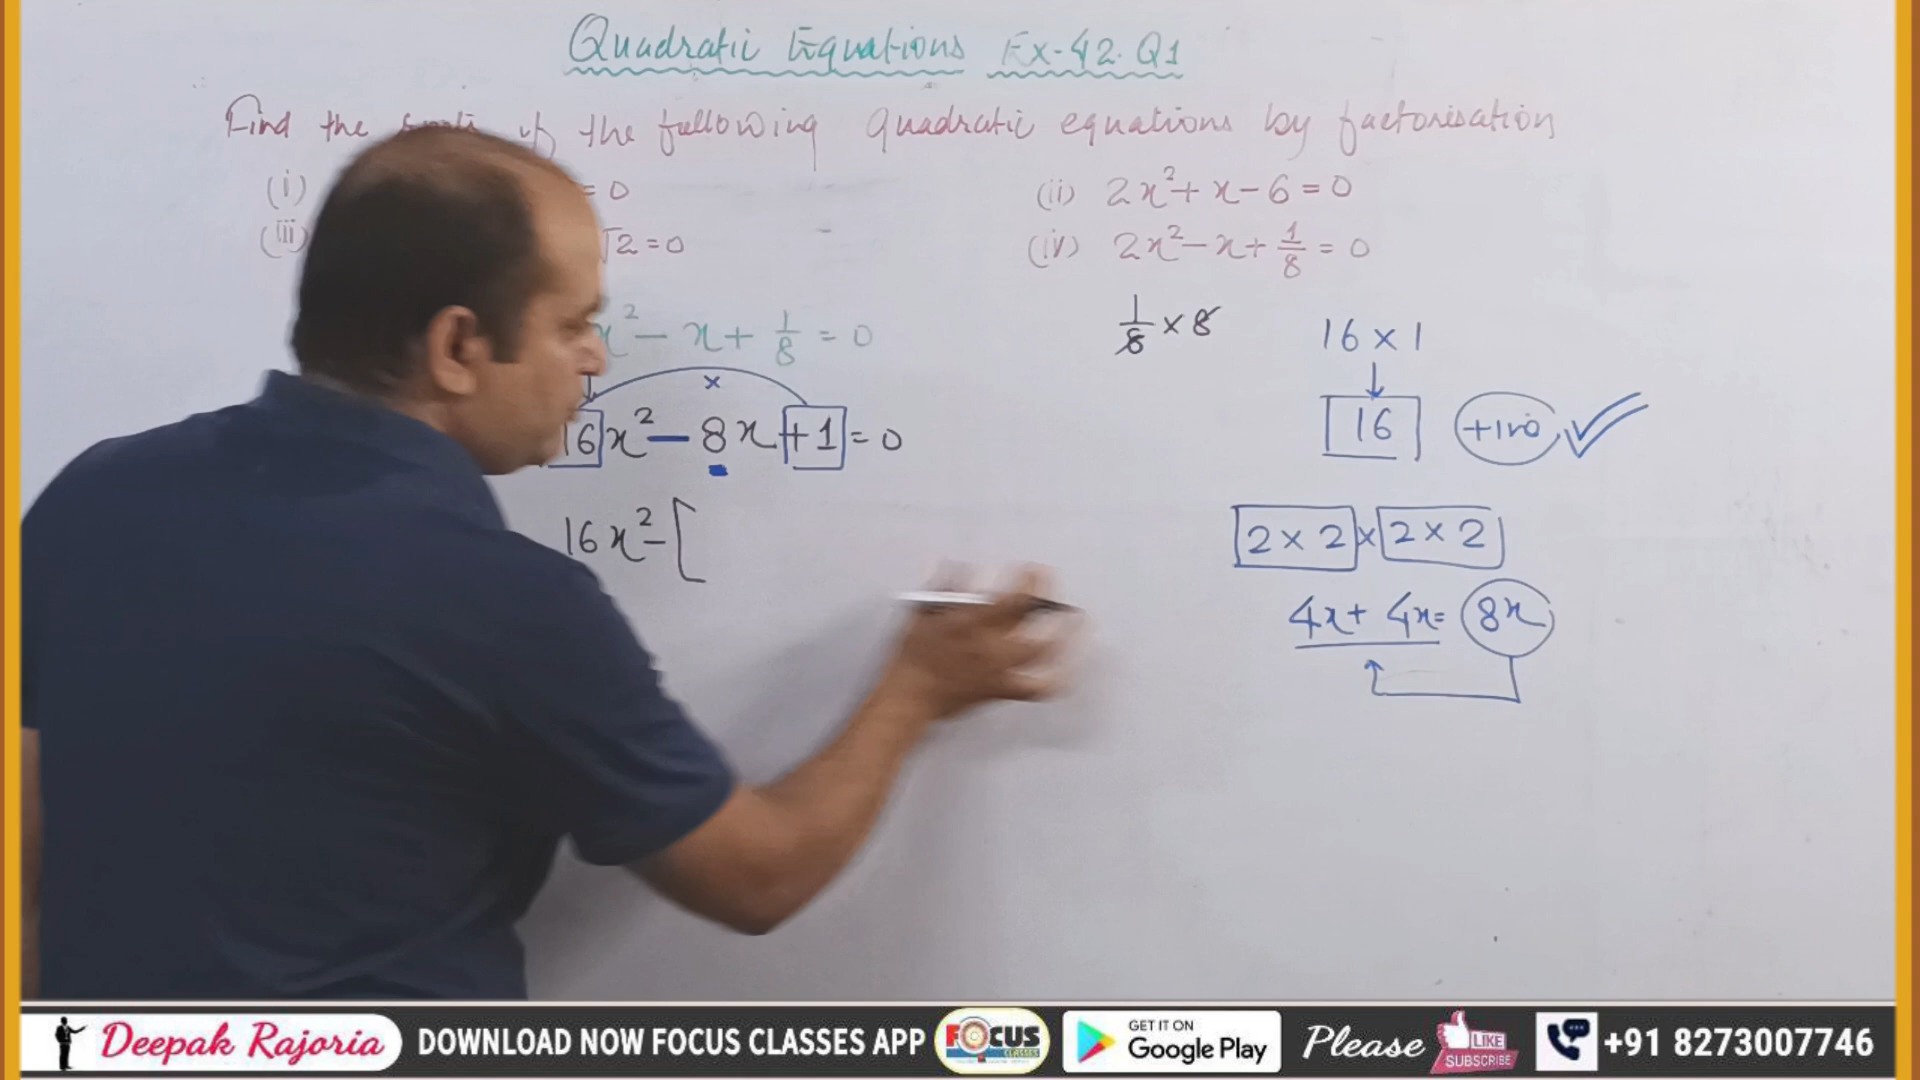 Quadratic Equations Ex-4.2. Q1
Find the of the following quadratic equations by factorisation
(i) = 0
(ii) 2x²+ x - 6 = 0
(iii) √2 = 0
(iv) 2x² - x + 1/8 = 0
x² - x + 1/8 = 0
1/8 × 8
16 × 1
×
16x² - 8x + 1 = 0
16
+ive
16x² - [
2 × 2 × 2 × 2
4x + 4x = 8x
Deepak Rajoria
DOWNLOAD NOW FOCUS CLASSES APP
FOCUS
CLASSES
GET IT ON
Google Play
Please
LIKE
SUBSCRIBE
+91 8273007746